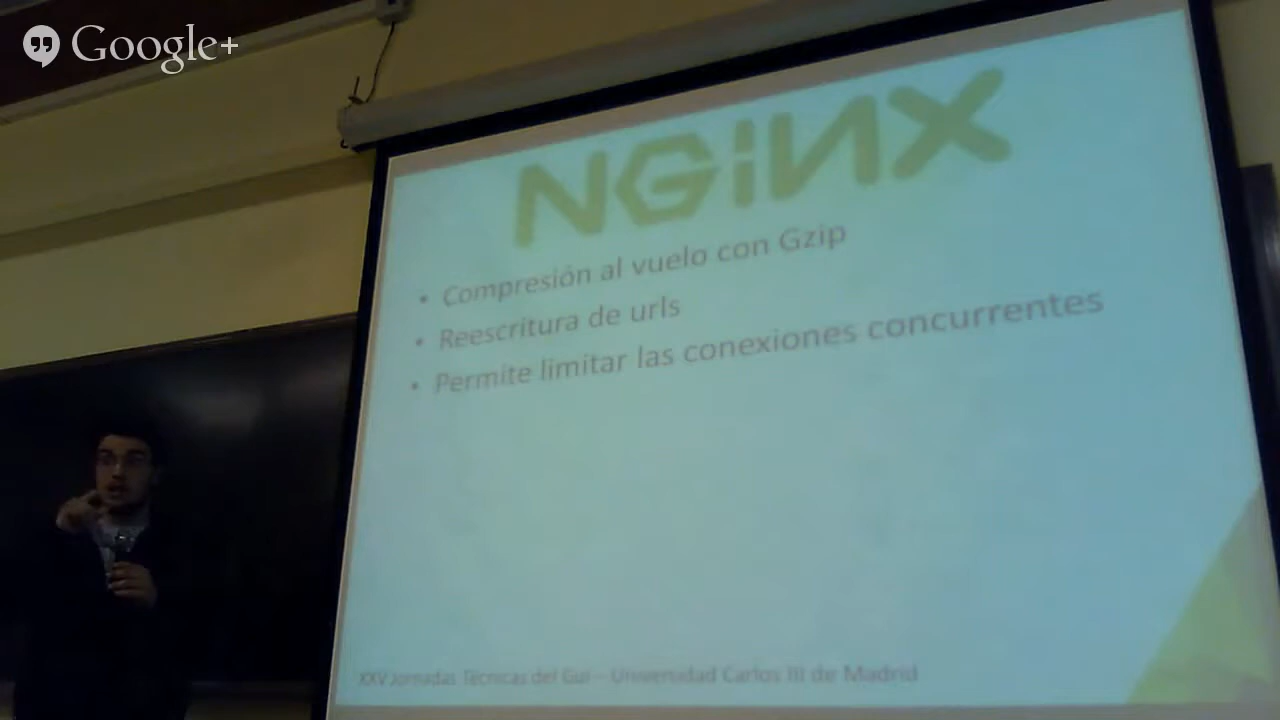 Google+
NGiNX
• Compresión al vuelo con Gzip
• Reescritura de urls
• Permite limitar las conexiones concurrentes
XXV Jornadas Técnicas del Gul – Universidad Carlos III de Madrid